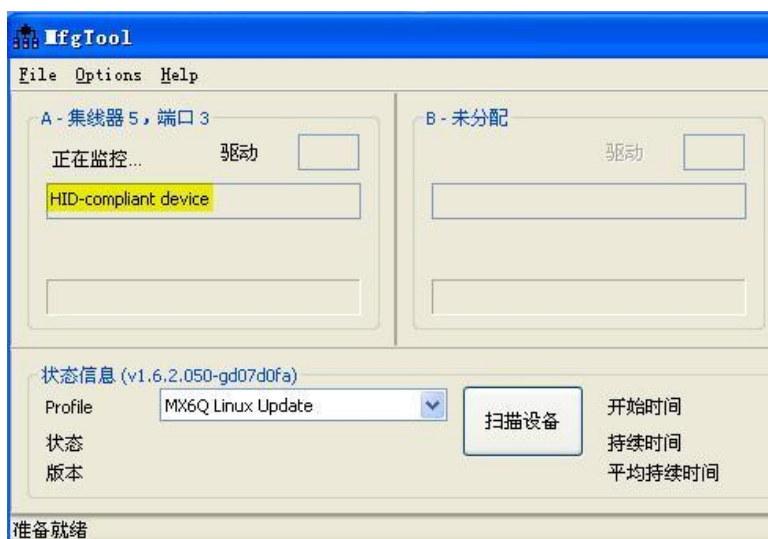 MfgTool
File Options Help
A - 集线器 5，端口 3
正在监控... 驱动
HID-compliant device
B - 未分配
驱动
状态信息 (v1.6.2.050-gd07d0fa)
Profile MX6Q Linux Update
扫描设备
开始时间
状态
持续时间
版本
平均持续时间
准备就绪